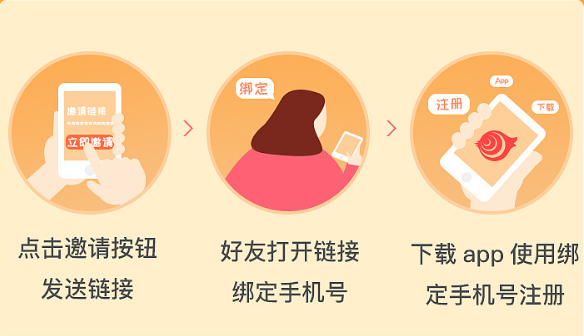 邀请链接
立即邀请
绑定
App
注册
下载
点击邀请按钮
发送链接
好友打开链接
绑定手机号
下载 app 使用绑
定手机号注册